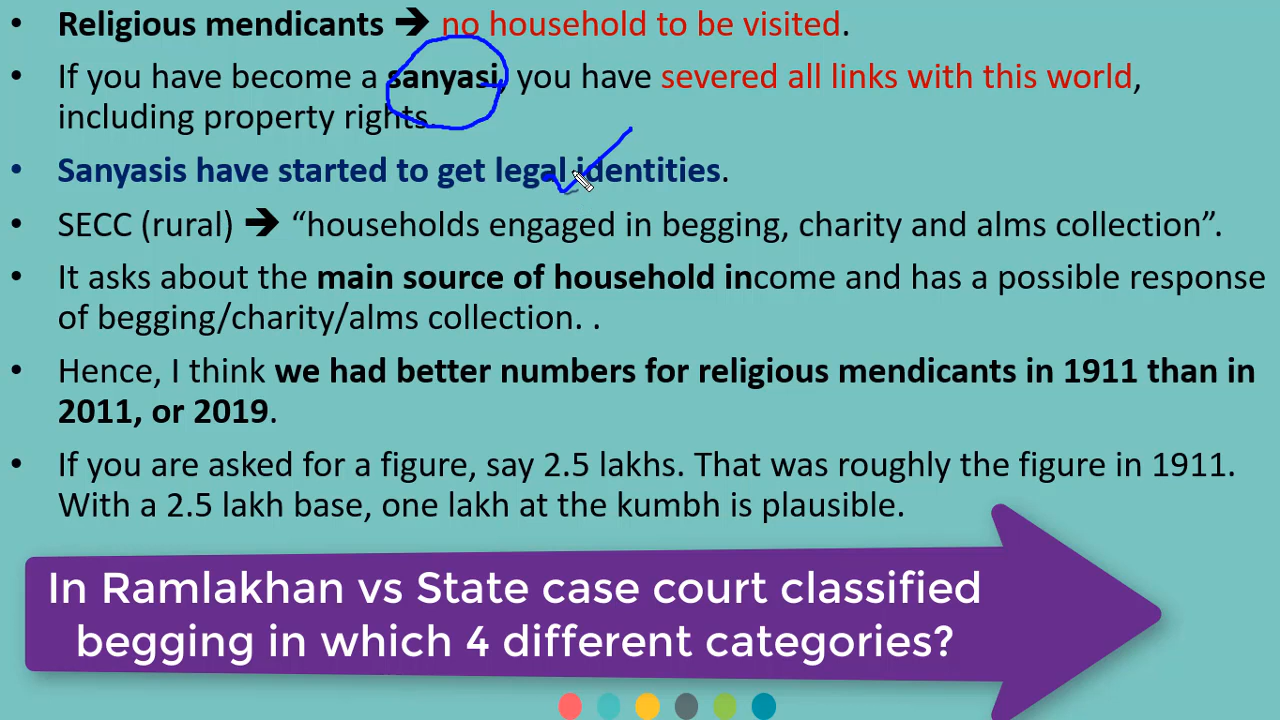 • Religious mendicants → no household to be visited.
• If you have become a sanyasi, you have severed all links with this world,
including property rights.
• Sanyasis have started to get legal identities.
• SECC (rural) → “households engaged in begging, charity and alms collection”.
• It asks about the main source of household income and has a possible response
of begging/charity/alms collection. .
• Hence, I think we had better numbers for religious mendicants in 1911 than in
2011, or 2019.
• If you are asked for a figure, say 2.5 lakhs. That was roughly the figure in 1911.
With a 2.5 lakh base, one lakh at the kumbh is plausible.
In Ramlakhan vs State case court classified
begging in which 4 different categories?